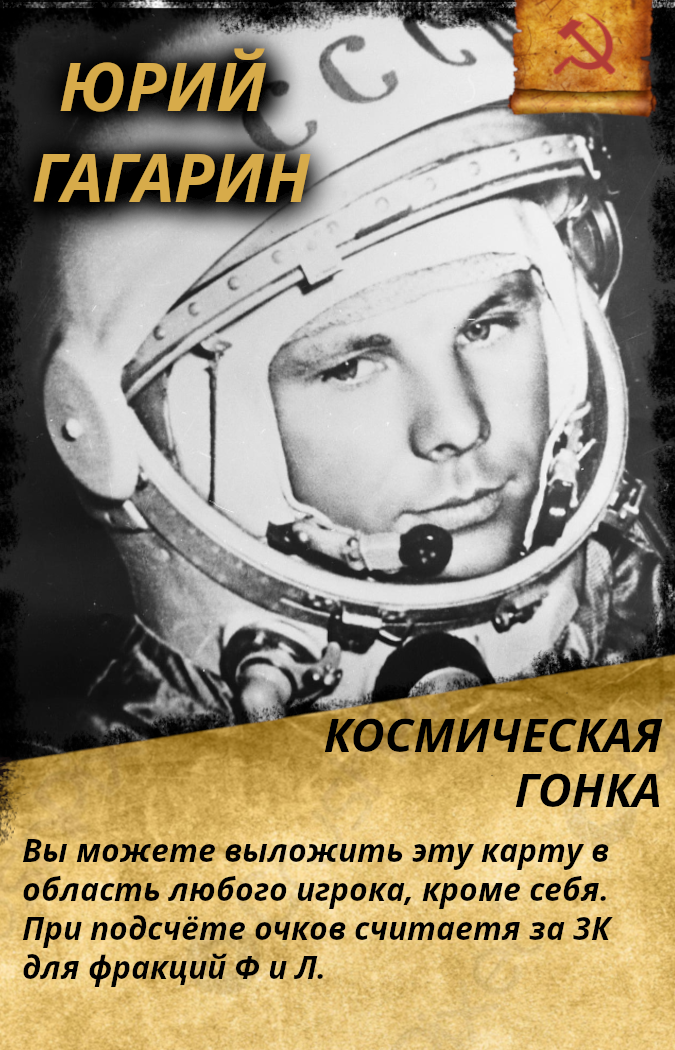 СССР
ЮРИЙ
ГАГАРИН
КОСМИЧЕСКАЯ
ГОНКА
Вы можете выложить эту карту в
область любого игрока, кроме себя.
При подсчёте очков считаетя за 3К
для фракций Ф и Л.